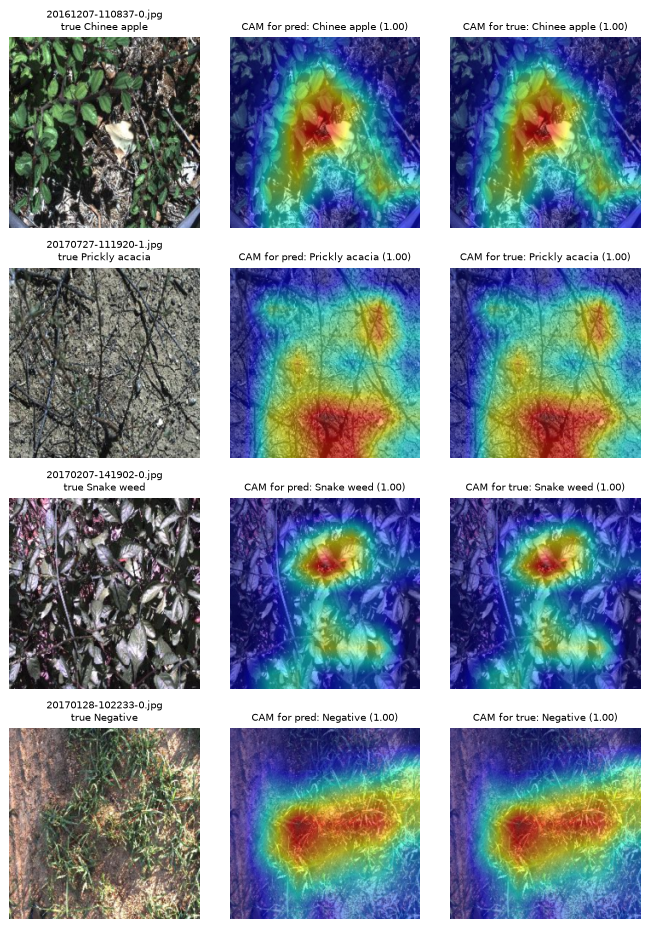 20161207-110837-0.jpg
true Chinee apple
CAM for pred: Chinee apple (1.00)
CAM for true: Chinee apple (1.00)
20170727-111920-1.jpg
true Prickly acacia
CAM for pred: Prickly acacia (1.00)
CAM for true: Prickly acacia (1.00)
20170207-141902-0.jpg
true Snake weed
CAM for pred: Snake weed (1.00)
CAM for true: Snake weed (1.00)
20170128-102233-0.jpg
true Negative
CAM for pred: Negative (1.00)
CAM for true: Negative (1.00)